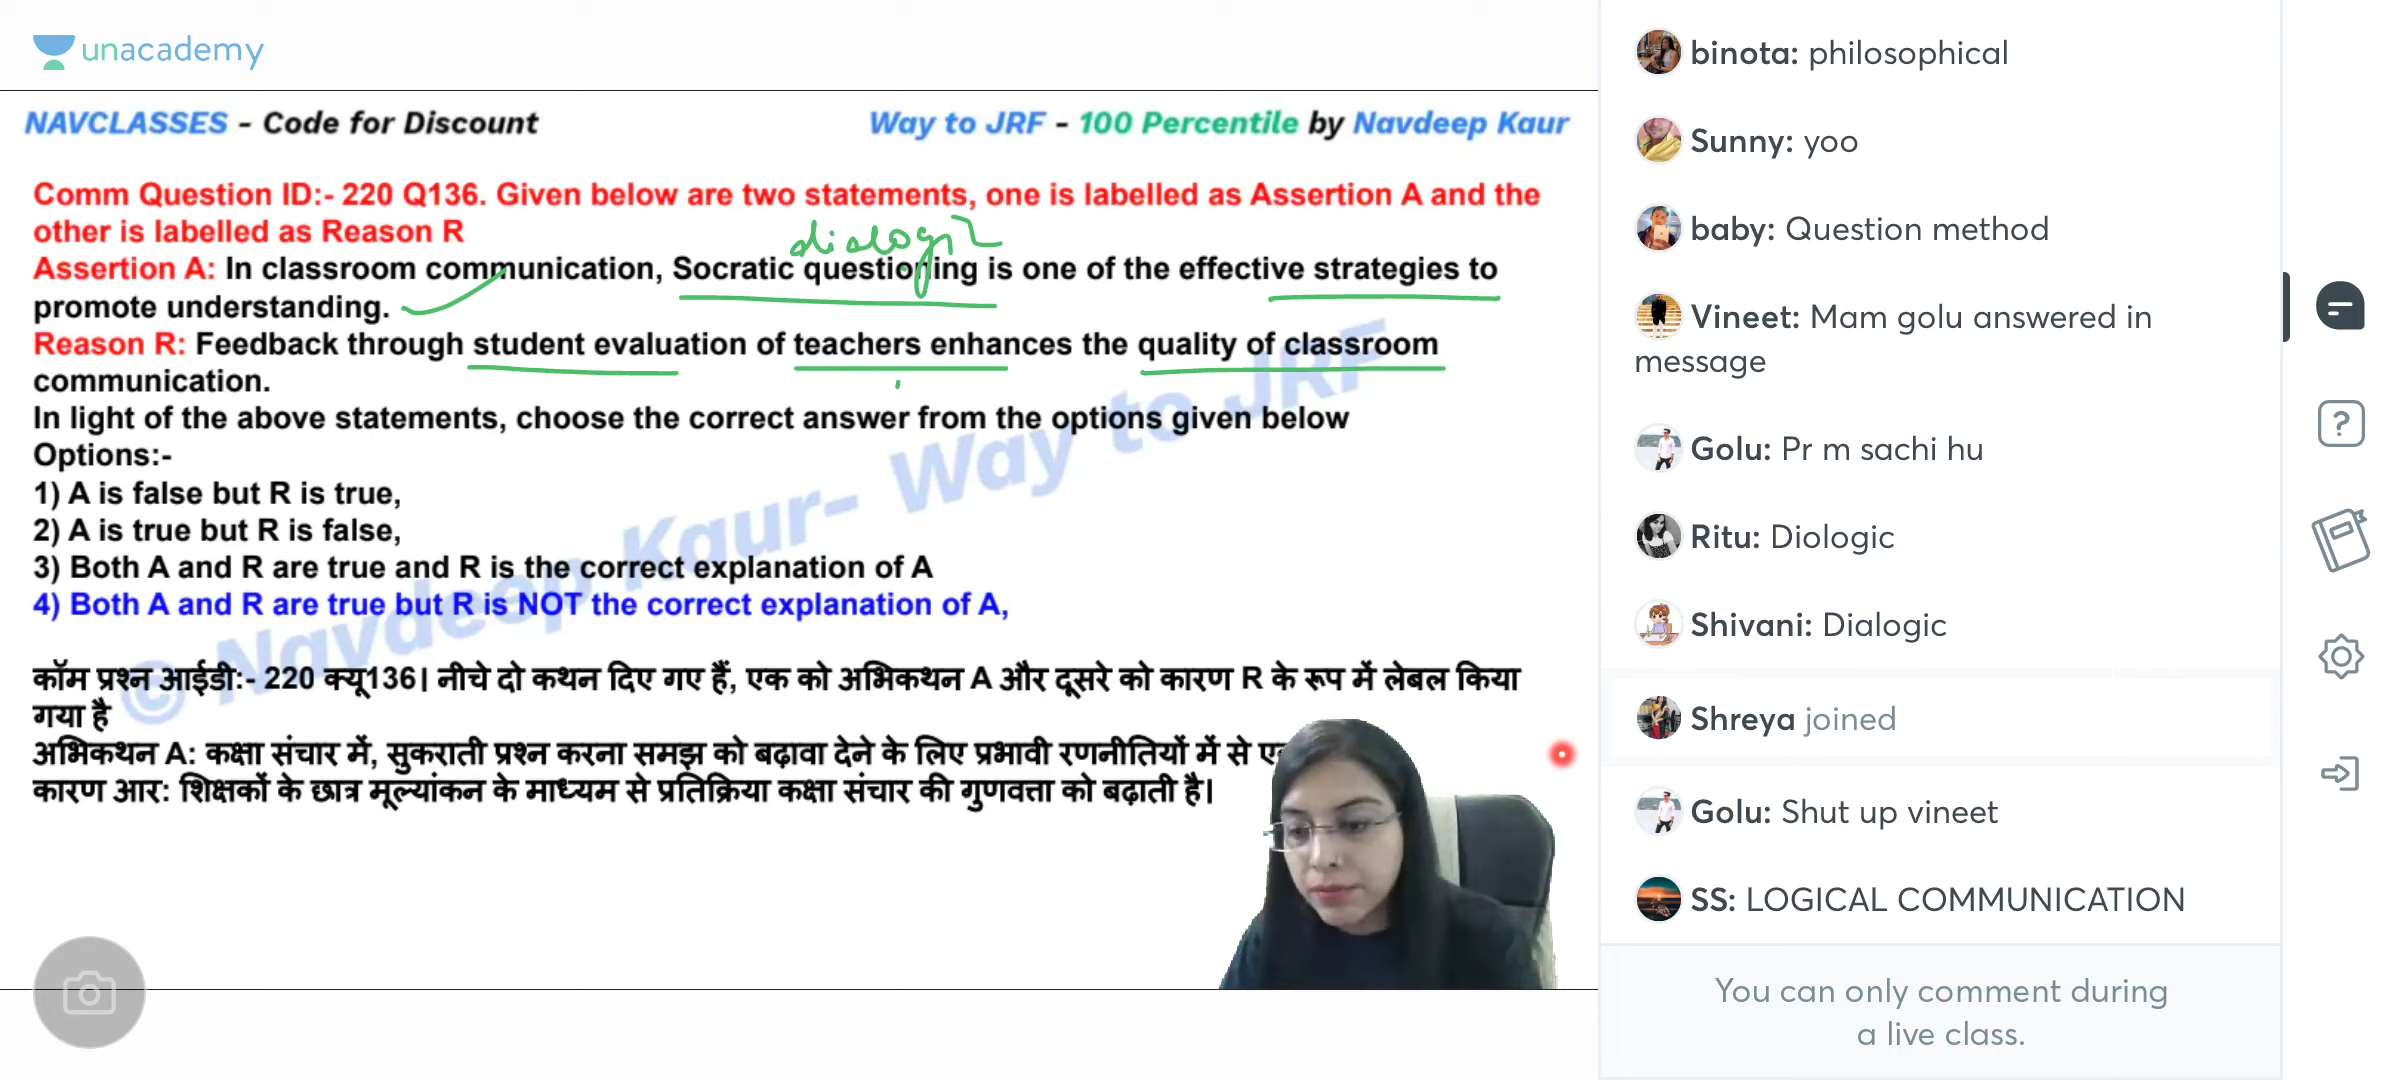 unacademy
NAVCLASSES - Code for Discount
Way to JRF - 100 Percentile by Navdeep Kaur
Comm Question ID:- 220 Q136. Given below are two statements, one is labelled as Assertion A and the
other is labelled as Reason R
dialogic
Assertion A: In classroom communication, Socratic questioning is one of the effective strategies to
promote understanding.
Reason R: Feedback through student evaluation of teachers enhances the quality of classroom
communication.
In light of the above statements, choose the correct answer from the options given below
Options:-
1) A is false but R is true,
2) A is true but R is false,
3) Both A and R are true and R is the correct explanation of A
4) Both A and R are true but R is NOT the correct explanation of A,
© Navdeep Kaur- Way to JRF
कॉम प्रश्न आईडी:- 220 क्यू136। नीचे दो कथन दिए गए हैं, एक को अभिकथन A और दूसरे को कारण R के रूप में लेबल किया
गया है
अभिकथन A: कक्षा संचार में, सुकराती प्रश्न करना समझ को बढ़ावा देने के लिए प्रभावी रणनीतियों में से
कारण आर: शिक्षकों के छात्र मूल्यांकन के माध्यम से प्रतिक्रिया कक्षा संचार की गुणवत्ता को बढ़ाती है।
binota: philosophical
Sunny: yoo
baby: Question method
Vineet: Mam golu answered in
message
Golu: Pr m sachi hu
Ritu: Diologic
Shivani: Dialogic
Shreya joined
Golu: Shut up vineet
SS: LOGICAL COMMUNICATION
You can only comment during
a live class.